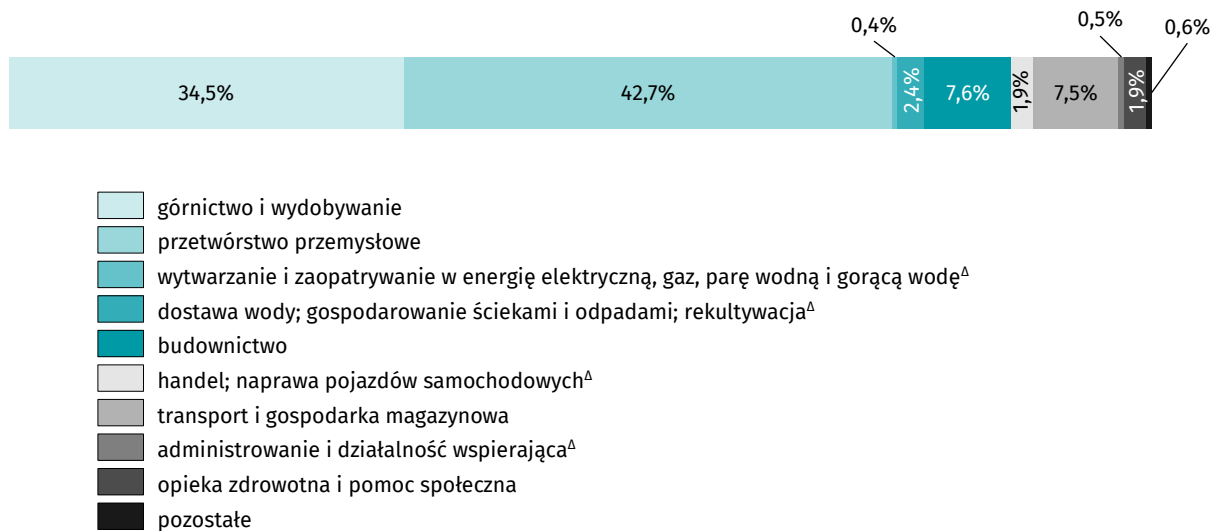 0,4%
0,5%
0,6%
34,5%
42,7%
2,4%
7,6%
1,9%
7,5%
1,9%
górnictwo i wydobywanie
przetwórstwo przemysłowe
wytwarzanie i zaopatrywanie w energię elektryczną, gaz, parę wodną i gorącą wodę^Δ
dostawa wody; gospodarowanie ściekami i odpadami; rekultywacja^Δ
budownictwo
handel; naprawa pojazdów samochodowych^Δ
transport i gospodarka magazynowa
administrowanie i działalność wspierająca^Δ
opieka zdrowotna i pomoc społeczna
pozostałe